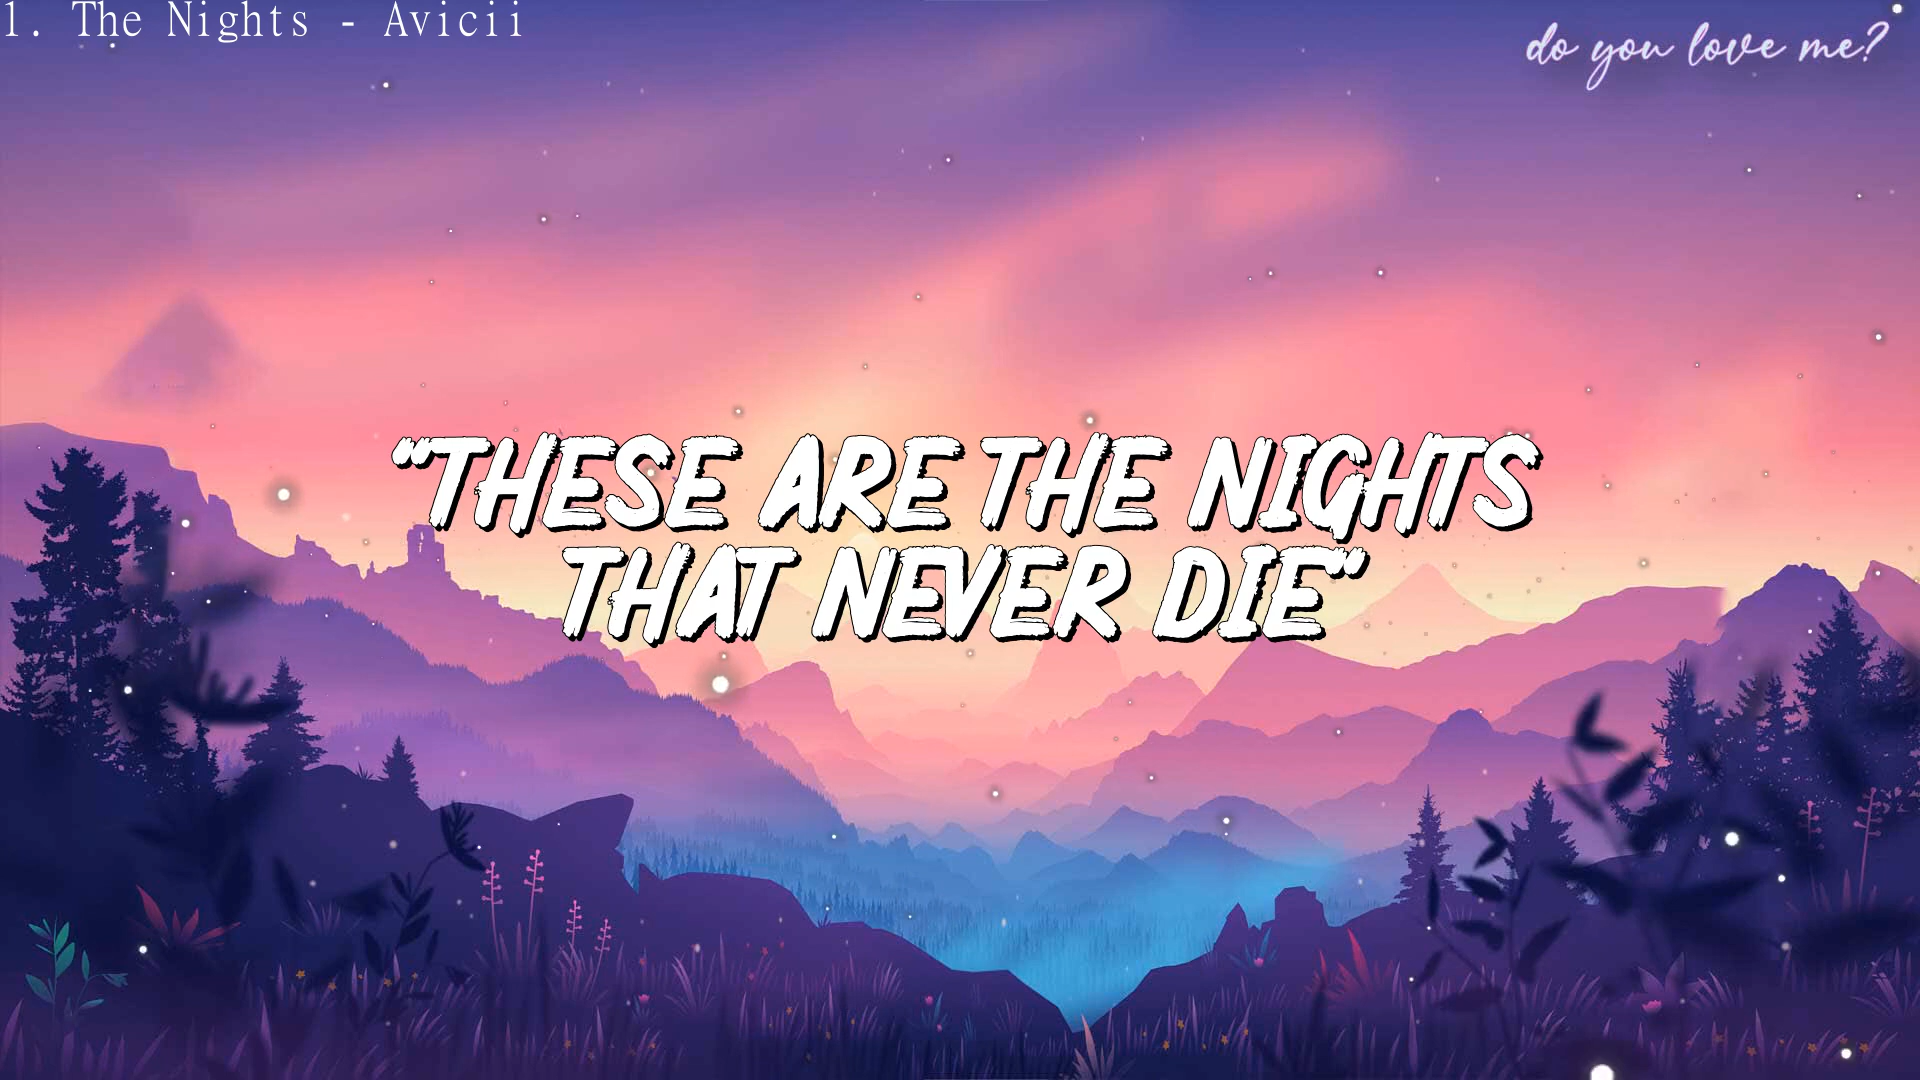 1. The Nights - Avicii
do you love me?
"THESE ARE THE NIGHTS
THAT NEVER DIE"